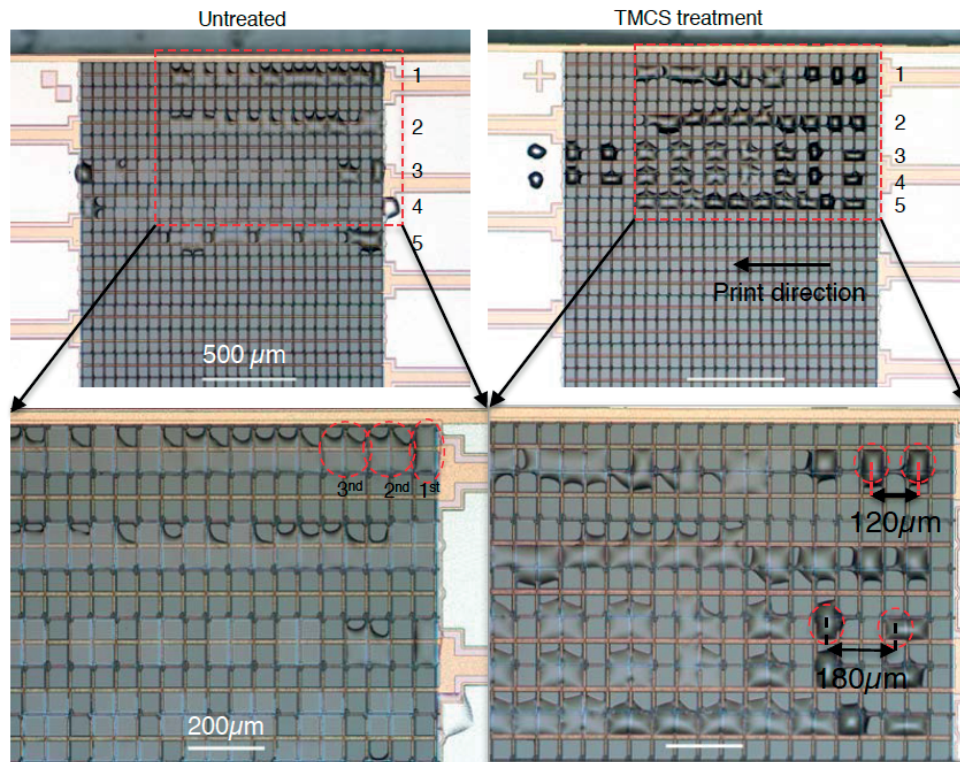 Untreated
TMCS treatment
1
2
3
4
5
500 µm
1
2
3
4
5
Print direction
3nd 2nd 1st
200µm
120µm
180µm